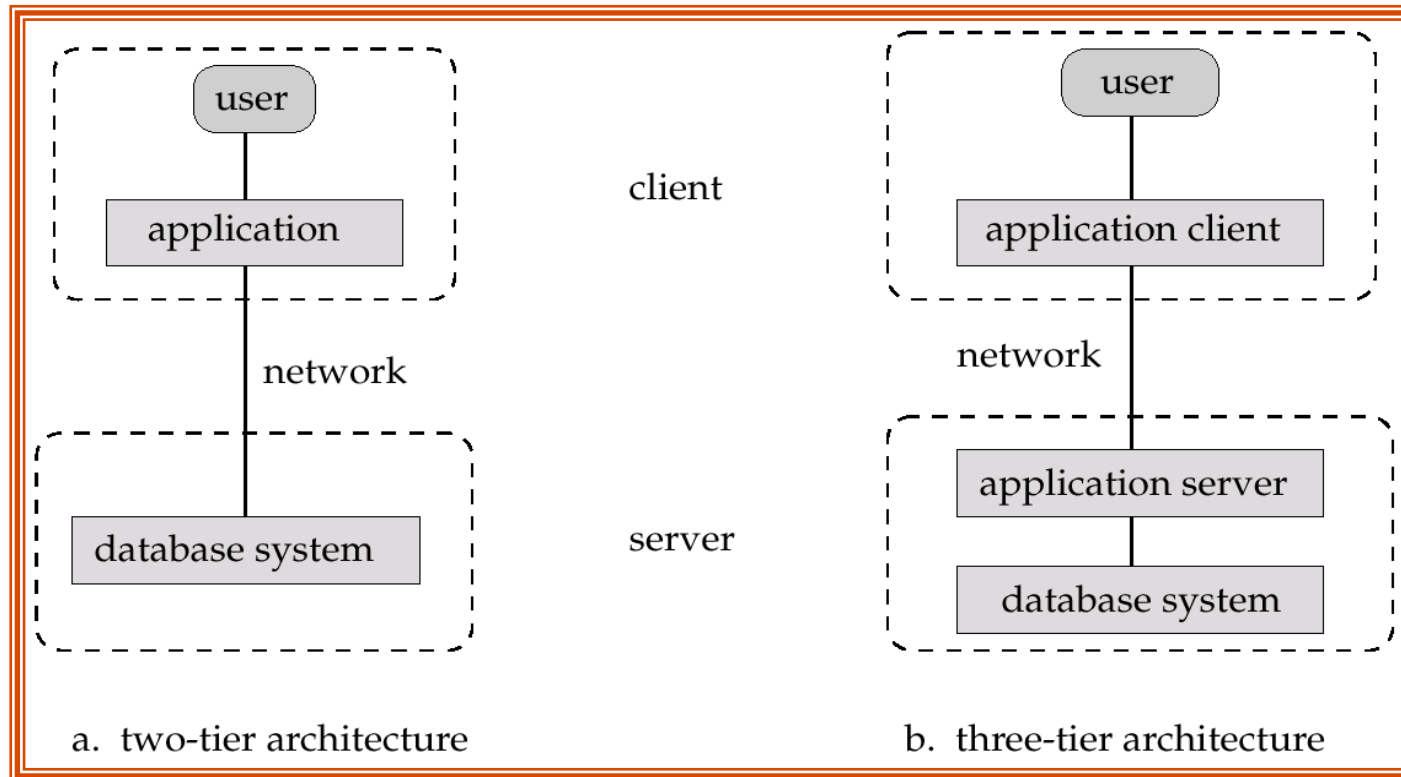 user
application
network
database system
a. two-tier architecture
client
server
user
application client
network
application server
database system
b. three-tier architecture